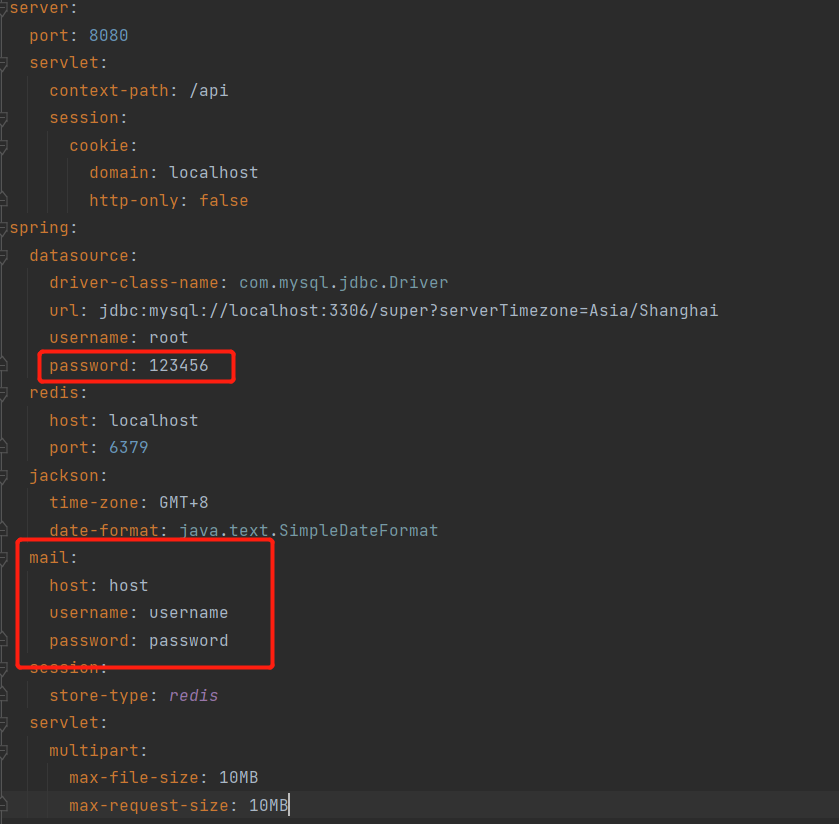 server:
  port: 8080
  servlet:
    context-path: /api
    session:
      cookie:
        domain: localhost
        http-only: false
spring:
  datasource:
    driver-class-name: com.mysql.jdbc.Driver
    url: jdbc:mysql://localhost:3306/super?serverTimezone=Asia/Shanghai
    username: root
    password: 123456
  redis:
    host: localhost
    port: 6379
  jackson:
    time-zone: GMT+8
    date-format: java.text.SimpleDateFormat
  mail:
    host: host
    username: username
    password: password
  session:
    store-type: redis
  servlet:
    multipart:
      max-file-size: 10MB
      max-request-size: 10MB